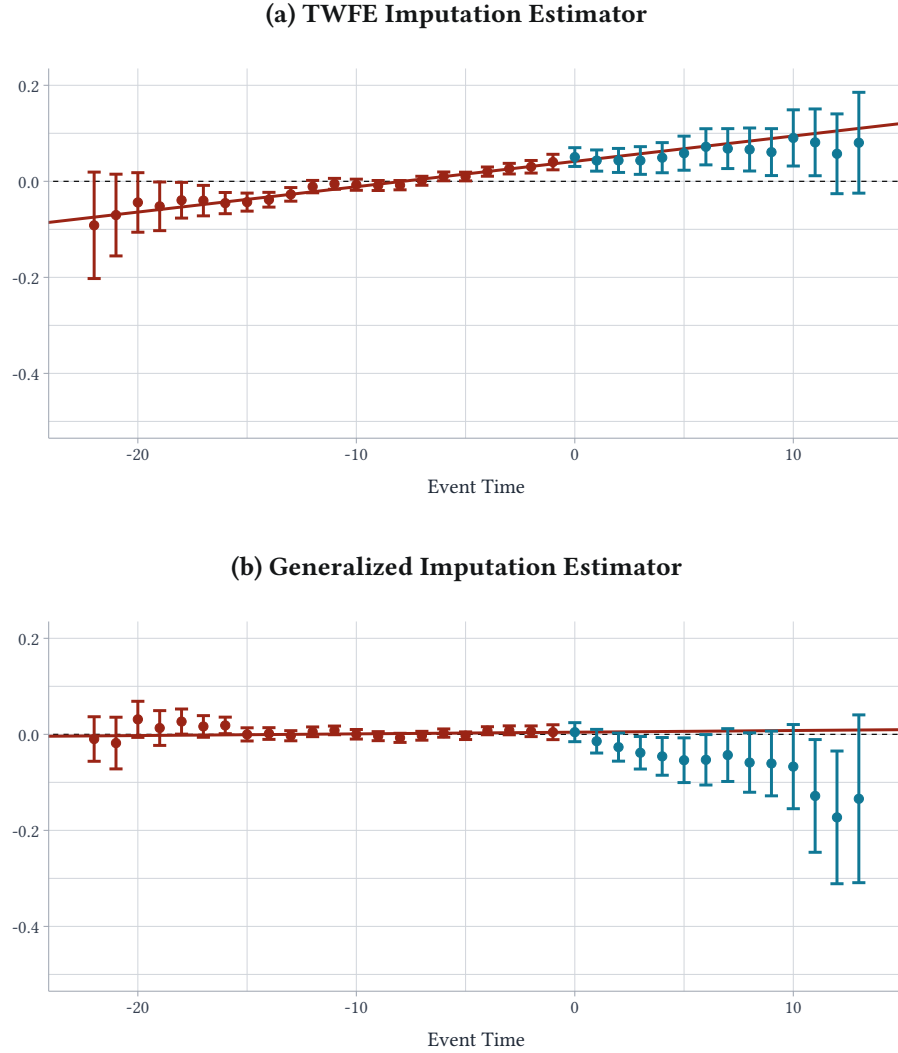 (a) TWFE Imputation Estimator
0.2
0.0
-0.2
-0.4
-20 -10 0 10
Event Time
(b) Generalized Imputation Estimator
0.2
0.0
-0.2
-0.4
-20 -10 0 10
Event Time